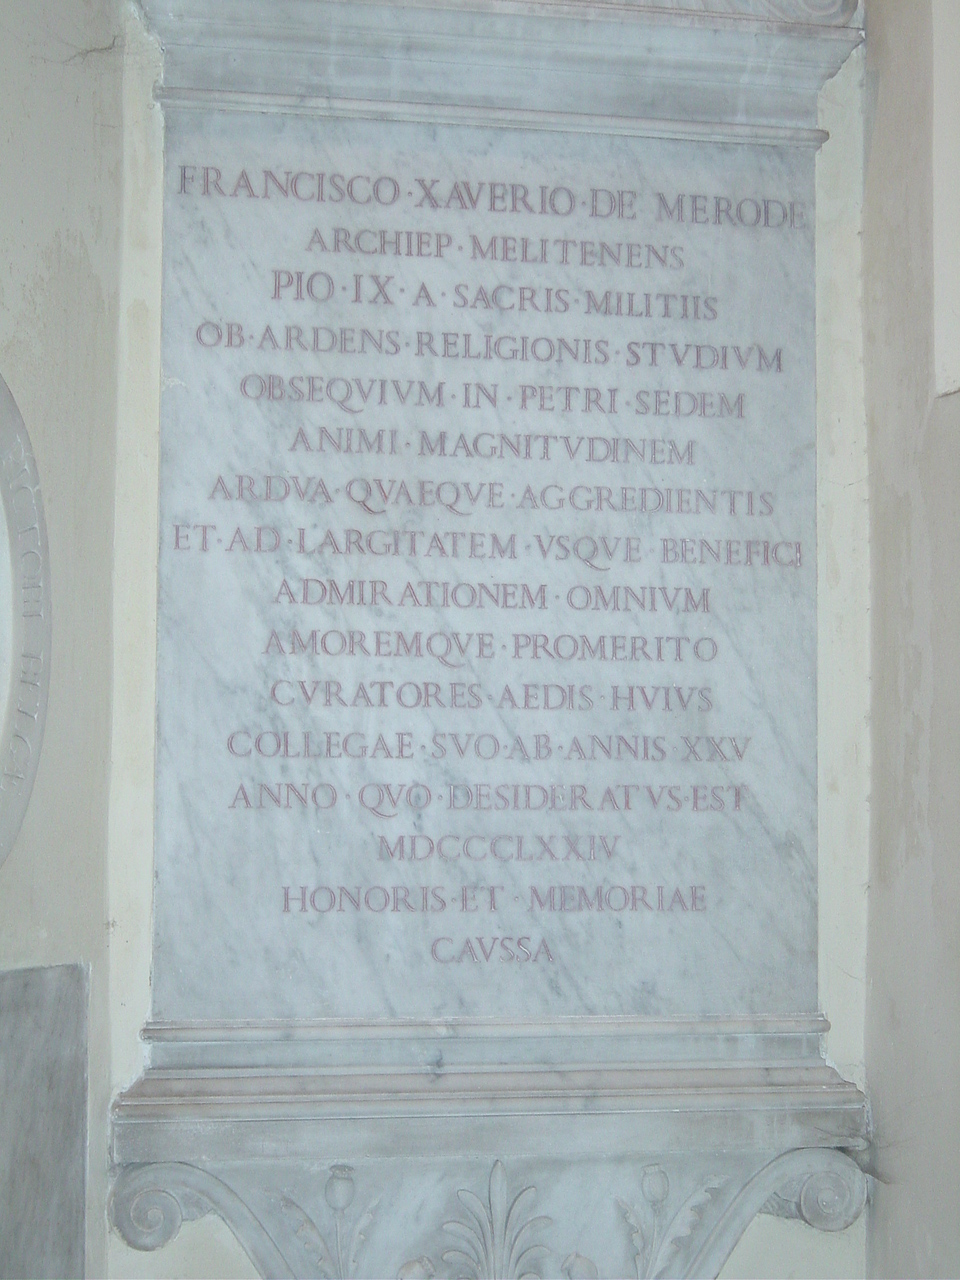 FRANCISCO·XAVERIO·DE MERODE
ARCHIEP·MELITENENS
PIO·IX·A·SACRIS·MILITIIS
OB·ARDENS·RELIGIONIS·STVDIVM
OBSEQVIVM·IN·PETRI·SEDEM
ANIMI·MAGNITVDINEM
ARDVA·QVAEQVE·AGGREDIENTIS
ET·AD·LARGITATEM·VSQVE BENEFICI
ADMIRATIONEM·OMNIVM
AMOREMQVE·PROMERITO
CVRATORES·AEDIS·HVIVS
COLLEGAE·SVO·AB·ANNIS XXV
ANNO·QVO·DESIDERATVS·EST
MDCCCLXXIV
HONORIS·ET·MEMORIAE
CAVSSA